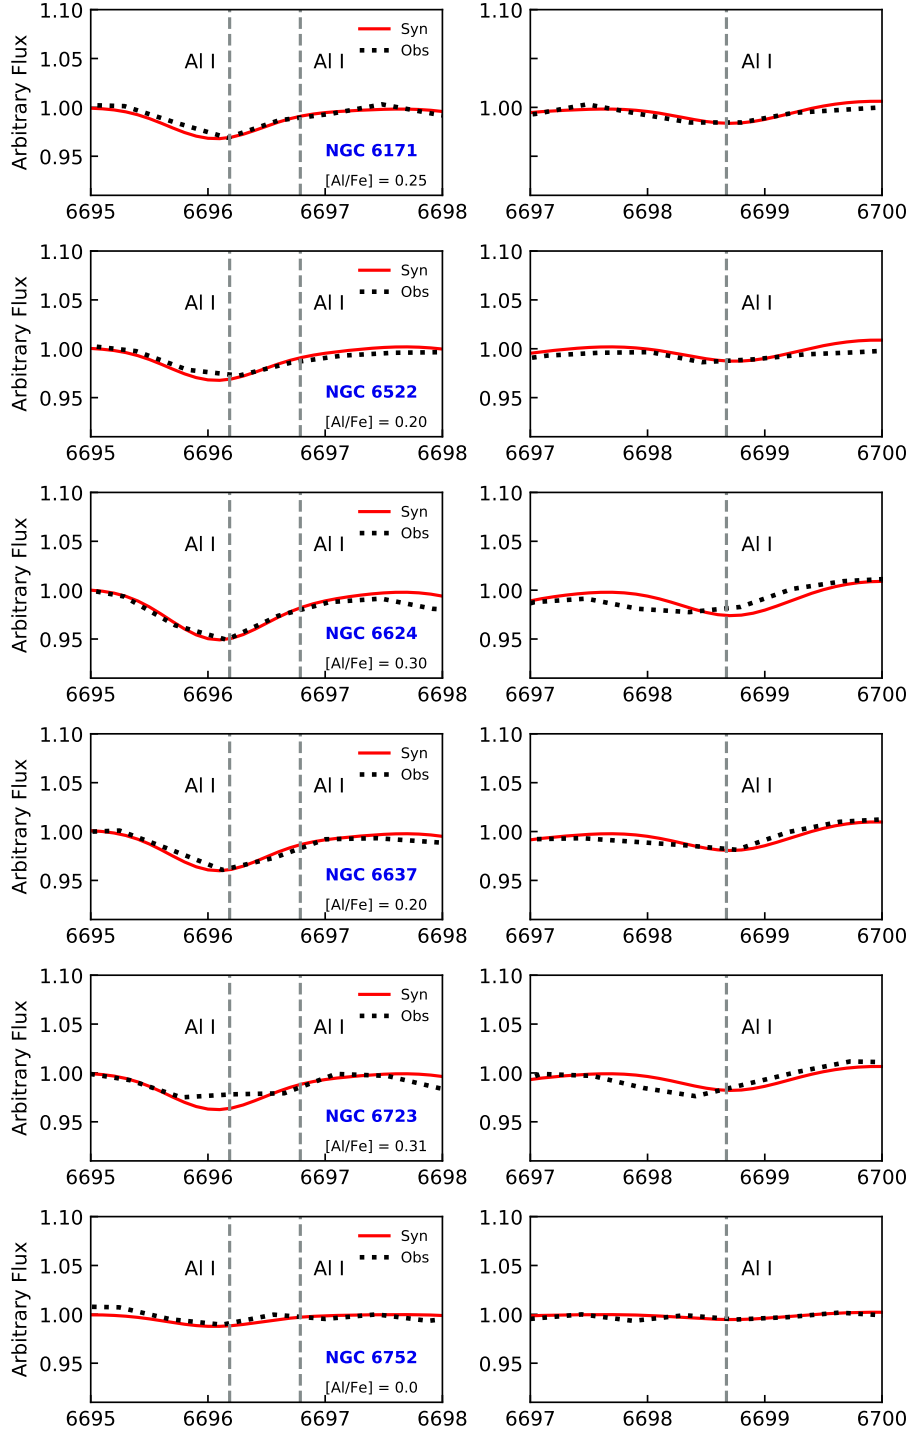 1.10
1.05
1.00
0.95
Arbitrary Flux
Al I
Al I
Syn
Obs
NGC 6171
[Al/Fe] = 0.25
6695 6696 6697 6698
Al I
6697 6698 6699 6700
1.10
1.05
1.00
0.95
Arbitrary Flux
Al I
Al I
Syn
Obs
NGC 6522
[Al/Fe] = 0.20
6695 6696 6697 6698
1.10
1.05
1.00
0.95
Al I
6697 6698 6699 6700
1.10
1.05
1.00
0.95
Arbitrary Flux
Al I
Al I
Syn
Obs
NGC 6624
[Al/Fe] = 0.30
6695 6696 6697 6698
1.10
1.05
1.00
0.95
Al I
6697 6698 6699 6700
1.10
1.05
1.00
0.95
Arbitrary Flux
Al I
Al I
Syn
Obs
NGC 6637
[Al/Fe] = 0.20
6695 6696 6697 6698
1.10
1.05
1.00
0.95
Al I
6697 6698 6699 6700
1.10
1.05
1.00
0.95
Arbitrary Flux
Al I
Al I
Syn
Obs
NGC 6723
[Al/Fe] = 0.31
6695 6696 6697 6698
1.10
1.05
1.00
0.95
Al I
6697 6698 6699 6700
1.10
1.05
1.00
0.95
Arbitrary Flux
Al I
Al I
Syn
Obs
NGC 6752
[Al/Fe] = 0.0
6695 6696 6697 6698
1.10
1.05
1.00
0.95
Al I
6697 6698 6699 6700